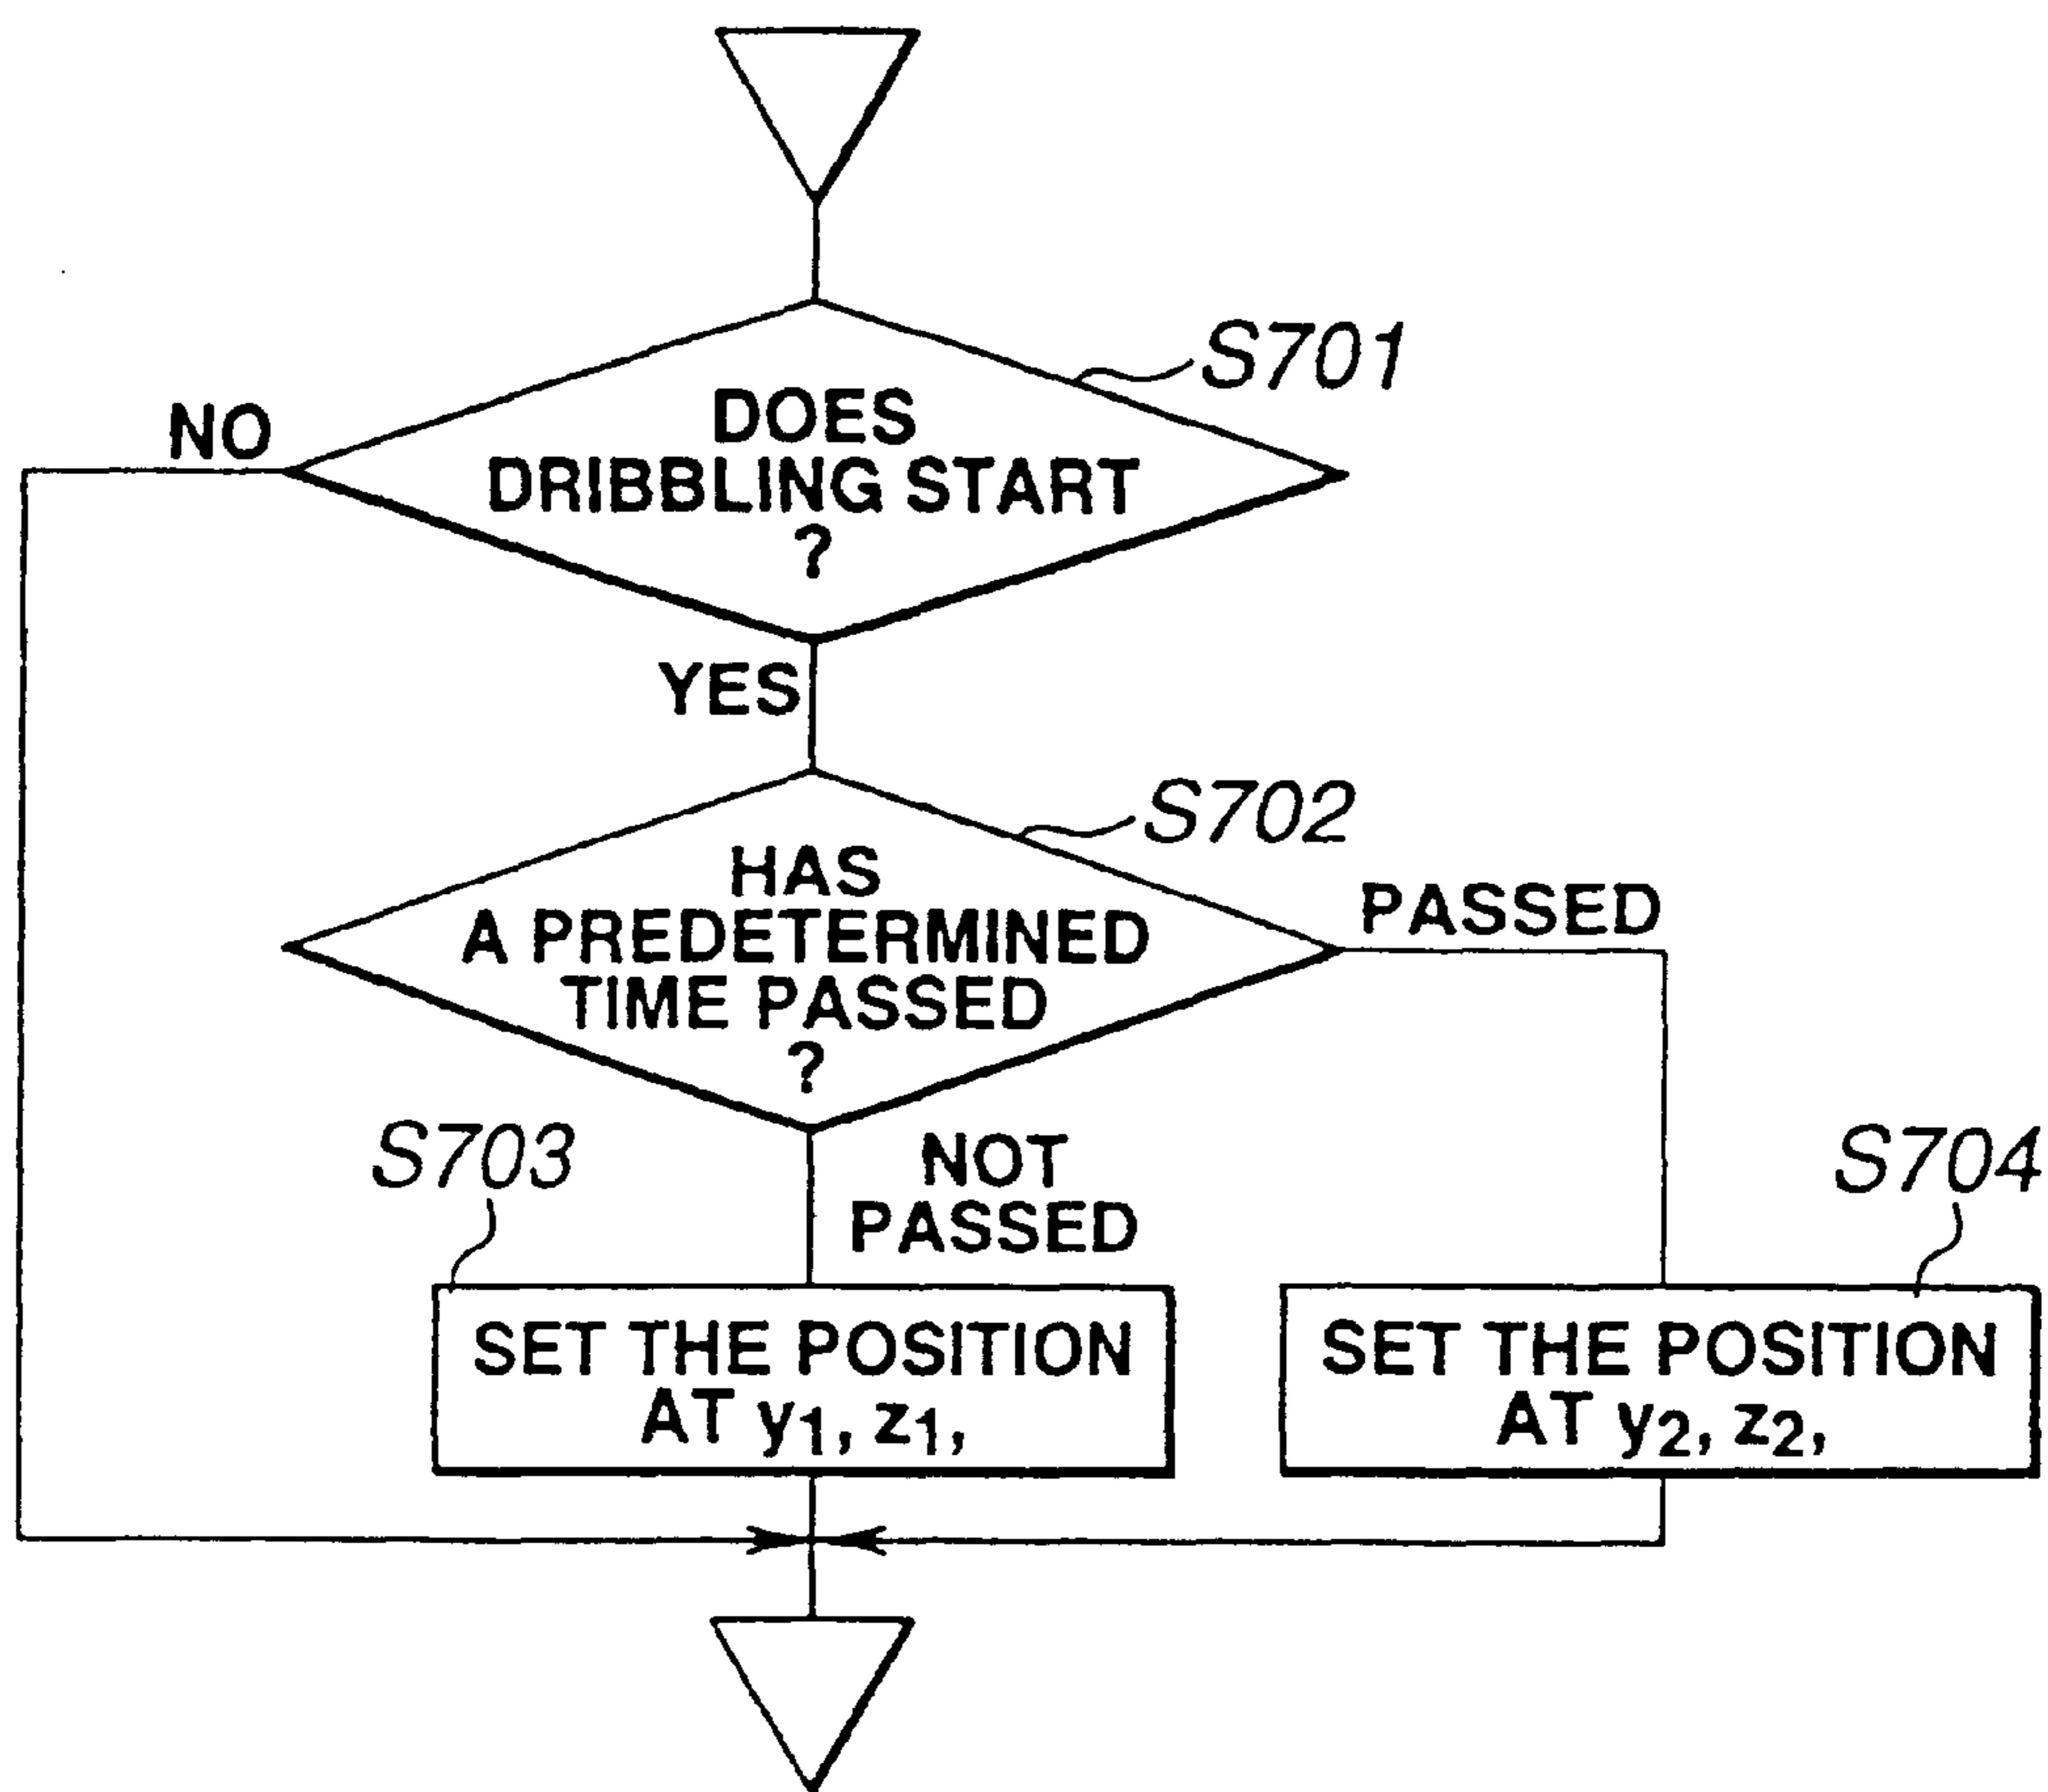 S701
NO
DOES
DRIBBLING START
?
YES
S702
HAS
A PREDETERMINED
TIME PASSED
?
PASSED
S703
NOT
PASSED
S704
SET THE POSITION
AT y1, z1,
SET THE POSITION
AT y2, z2,